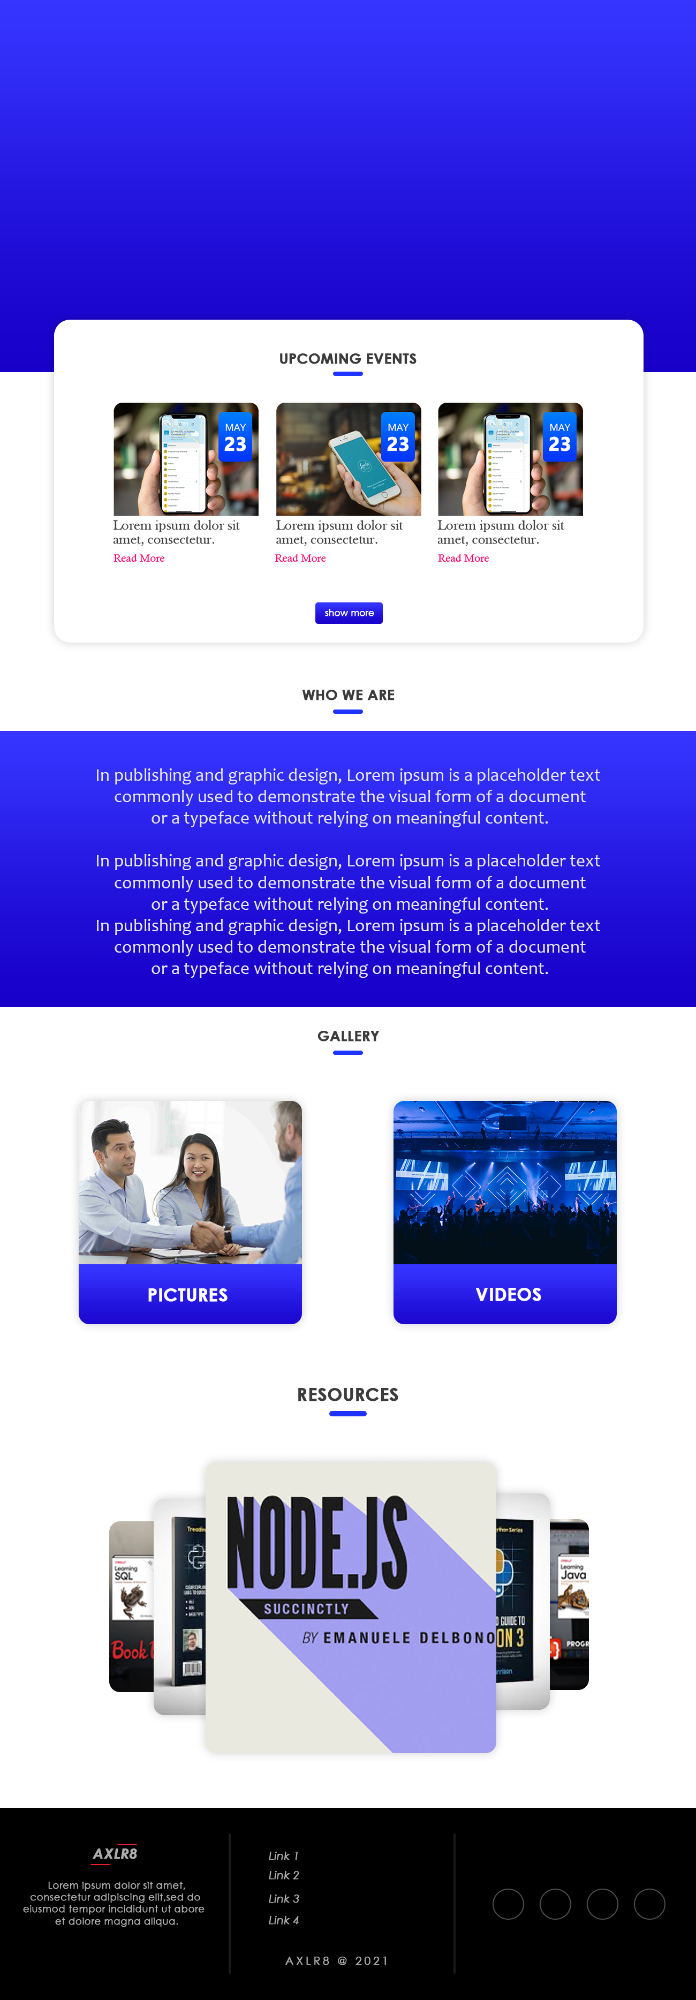 UPCOMING EVENTS
MAY
23
MAY
23
MAY
23
Lorem ipsum dolor sit
amet, consectetur.
Read More
Lorem ipsum dolor sit
amet, consectetur.
Read More
Lorem ipsum dolor sit
amet, consectetur.
Read More
show more
WHO WE ARE
In publishing and graphic design, Lorem ipsum is a placeholder text
commonly used to demonstrate the visual form of a document
or a typeface without relying on meaningful content.
In publishing and graphic design, Lorem ipsum is a placeholder text
commonly used to demonstrate the visual form of a document
or a typeface without relying on meaningful content.
In publishing and graphic design, Lorem ipsum is a placeholder text
commonly used to demonstrate the visual form of a document
or a typeface without relying on meaningful content.
GALLERY
PICTURES
VIDEOS
RESOURCES
Learning
SQL
Book
NODE.JS
SUCCINCTLY
BY EMANUELE DELBONO
GUIDE TO
ON 3
Learning
Java
PROGR
AXLR8
Lorem ipsum dolor sit amet,
consectetur adipiscing elit,sed do
eiusmod tempor incididunt ut abore
et dolore magna aliqua.
Link 1
Link 2
Link 3
Link 4
AXLR8 @ 2021